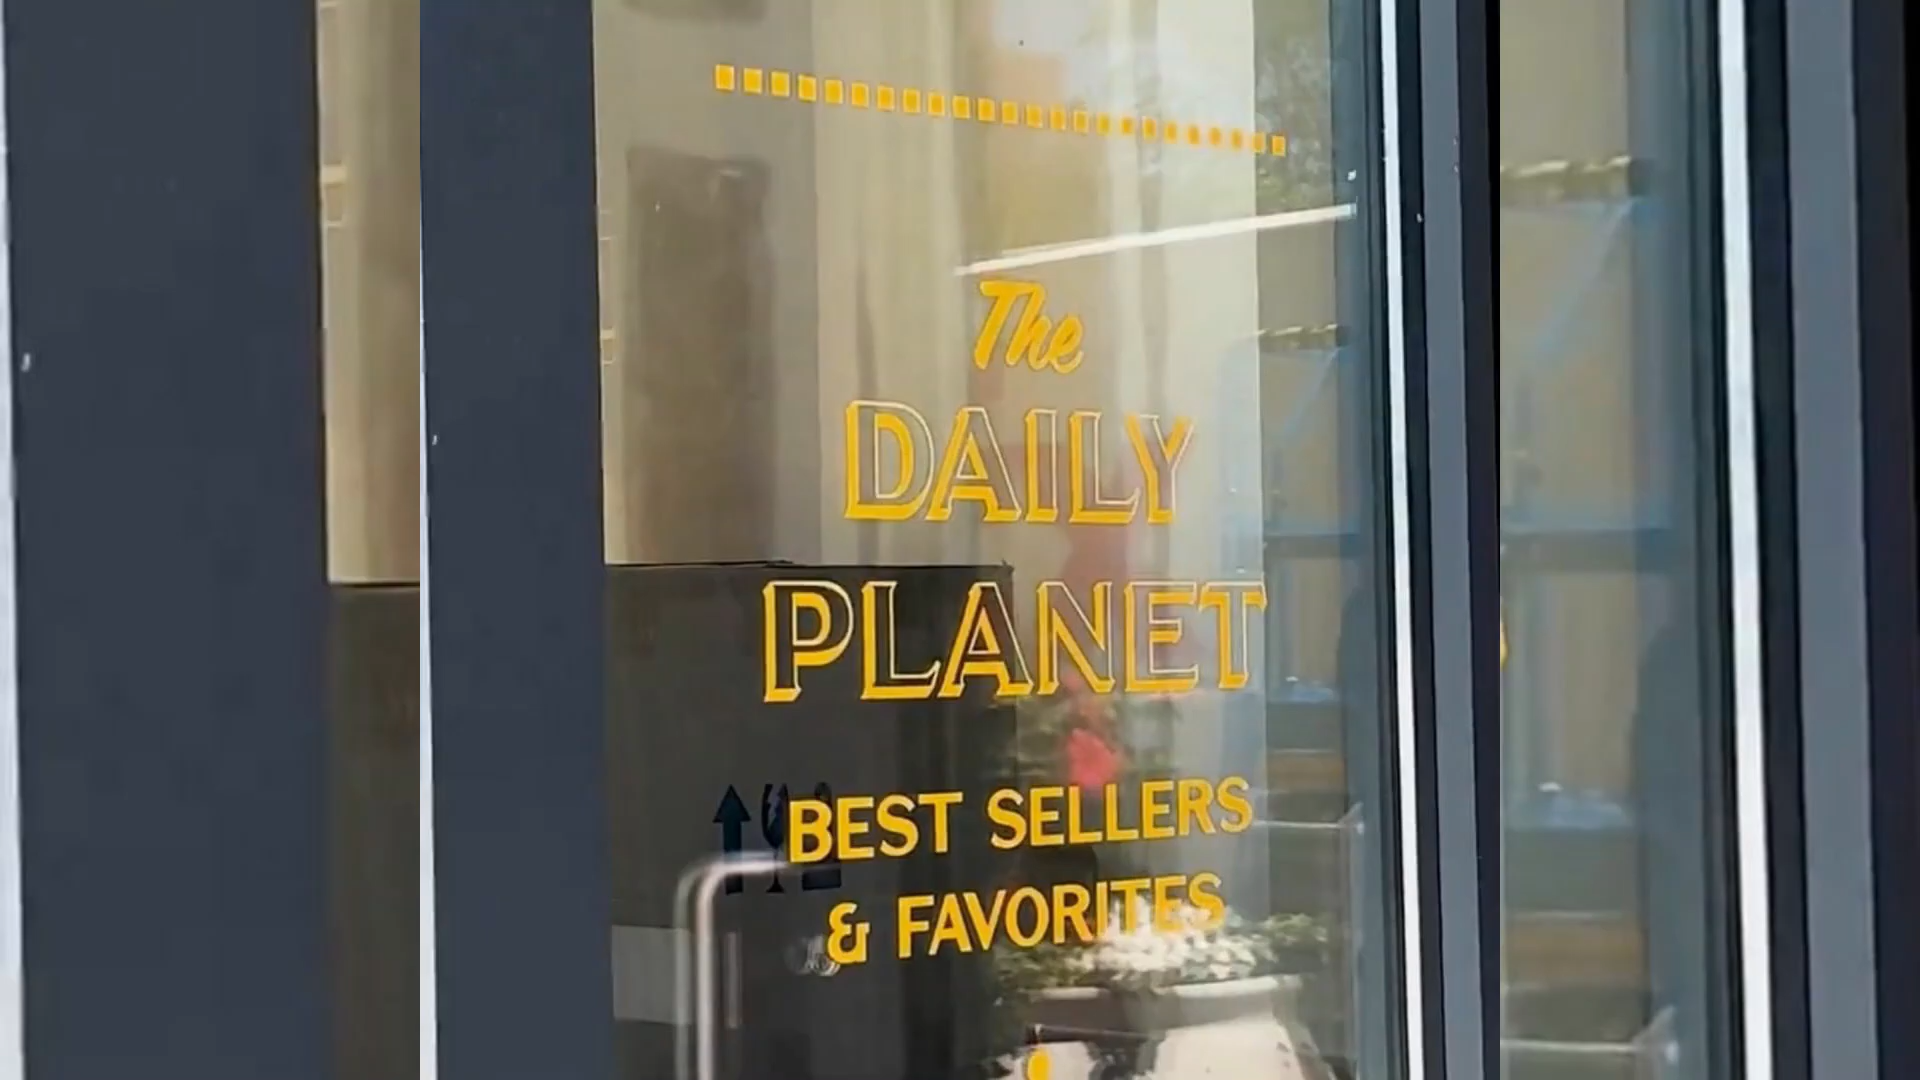 The
DAILY
PLANET
BEST SELLERS
& FAVORITES